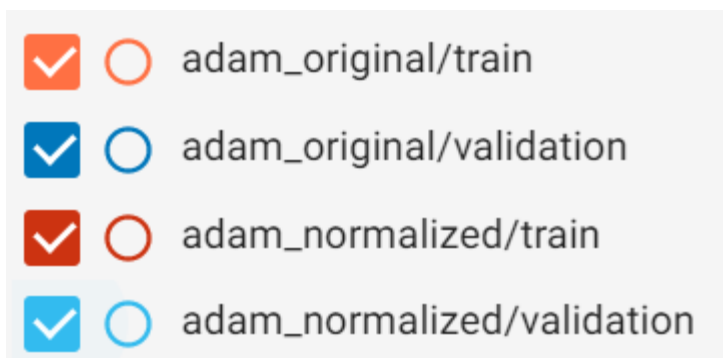 adam_original/train
adam_original/validation
adam_normalized/train
adam_normalized/validation